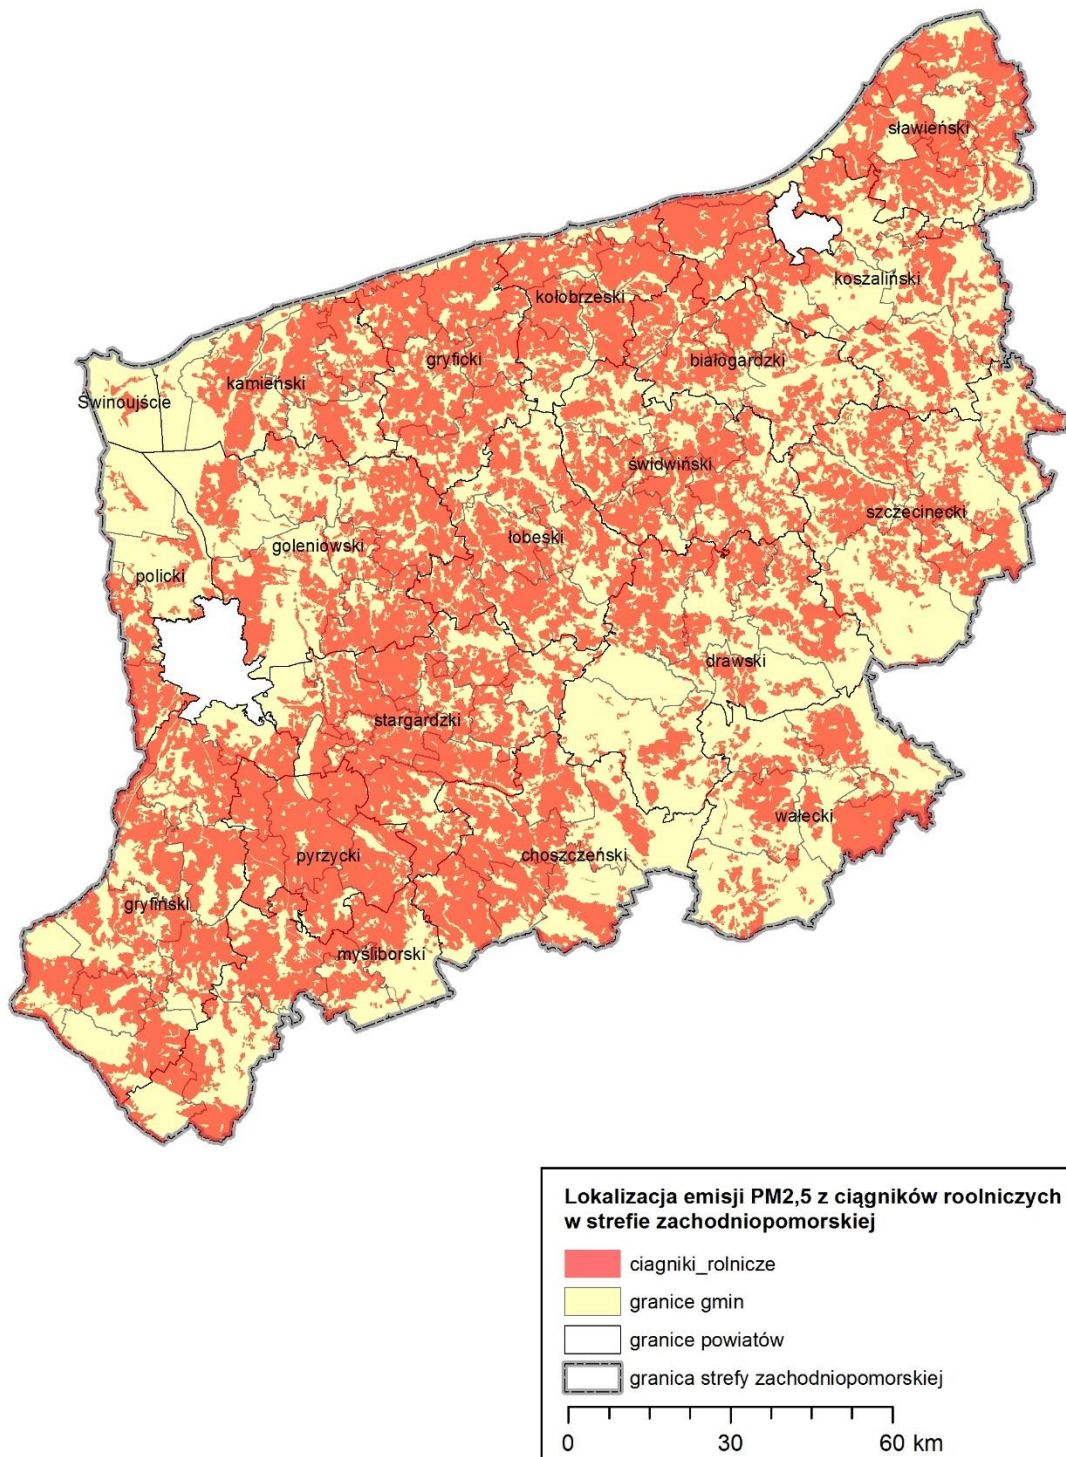 sławieński
koszaliński
kołobrzeski
białogardzki
gryficki
kamieński
Świnoujście
świdwiński
szczecinecki
łobeski
goleniowski
policki
drawski
stargardzki
wałecki
choszczeński
pyrzycki
gryfiński
myśliborski
Lokalizacja emisji PM2,5 z ciągników roolniczych
w strefie zachodniopomorskiej
ciagniki_rolnicze
granice gmin
granice powiatów
granica strefy zachodniopomorskiej
0 30 60 km